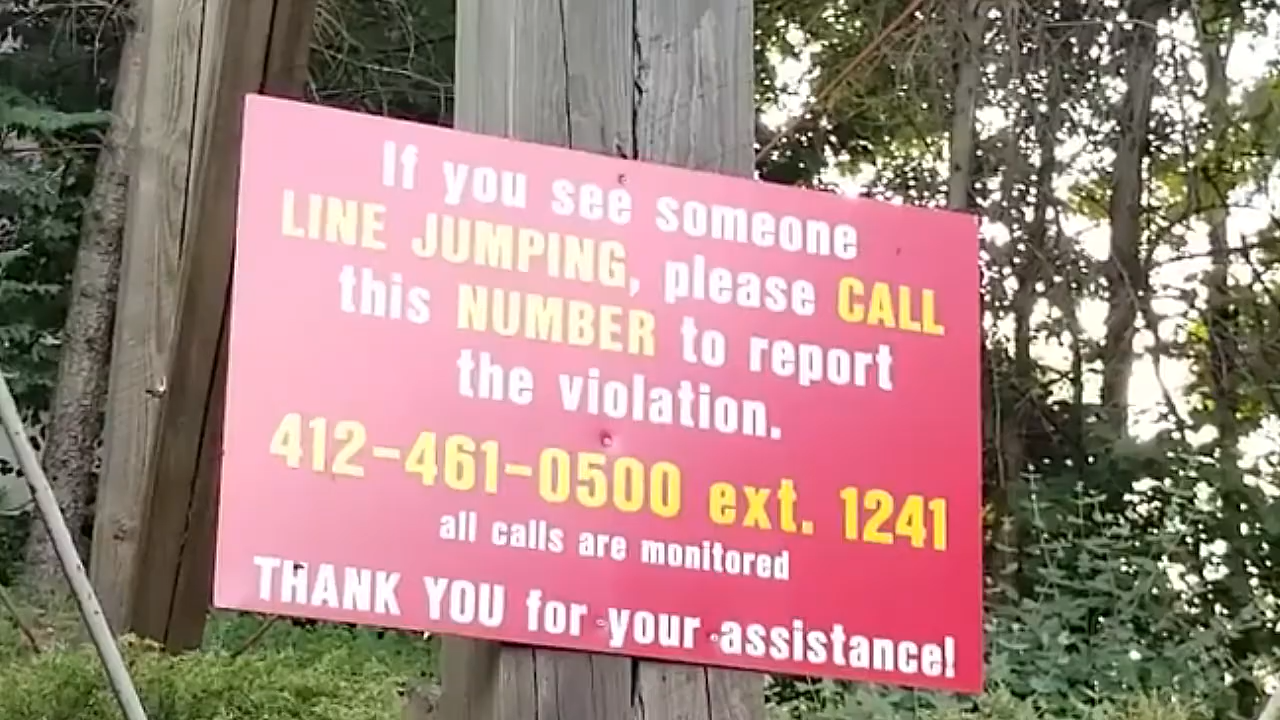 If you see someone
LINE JUMPING, please CALL
this NUMBER to report
the violation.
412-461-0500 ext. 1241
all calls are monitored
THANK YOU for your assistance!